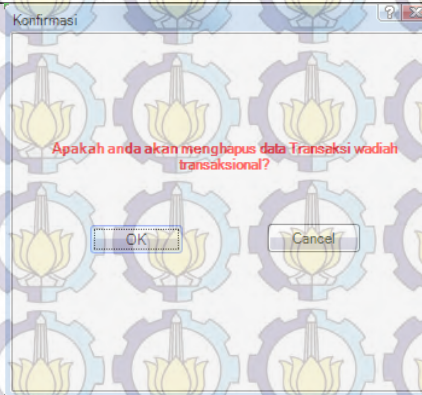 Konfirmasi
Apakah anda akan menghapus data Transaksi wadiah
transaksional?
OK
Cancel